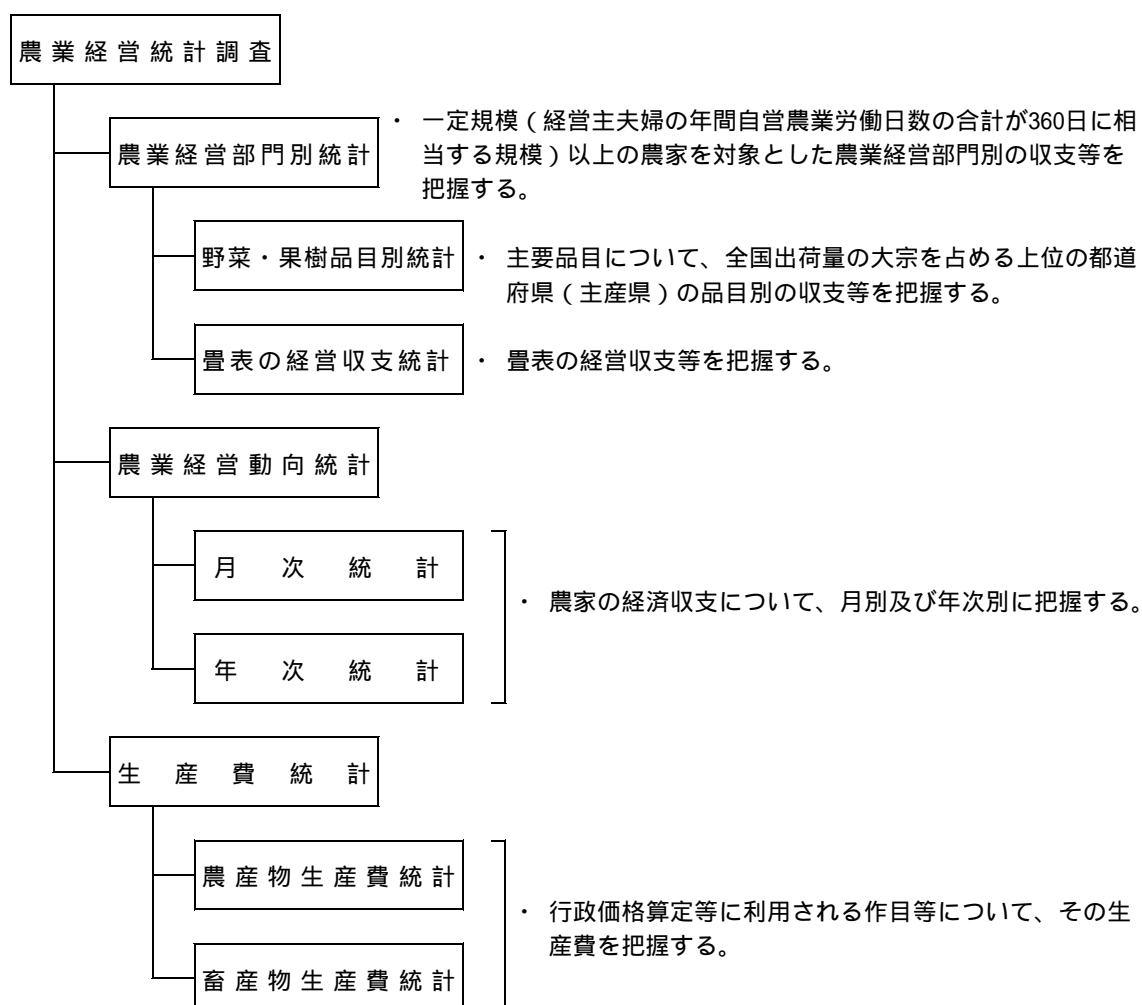 農業経営統計調査
農業経営部門別統計
・ 一定規模(経営主夫婦の年間自営農業労働日数の合計が360日に相
当する規模)以上の農家を対象とした農業経営部門別の収支等を
把握する。
野菜・果樹品目別統計
・ 主要品目について、全国出荷量の大宗を占める上位の都道
府県(主産県)の品目別の収支等を把握する。
畳表の経営収支統計
・ 畳表の経営収支等を把握する。
農業経営動向統計
月次統計
・ 農家の経済収支について、月別及び年次別に把握する。
年次統計
生産費統計
農産物生産費統計
・ 行政価格算定等に利用される作目等について、その生
産費を把握する。
畜産物生産費統計